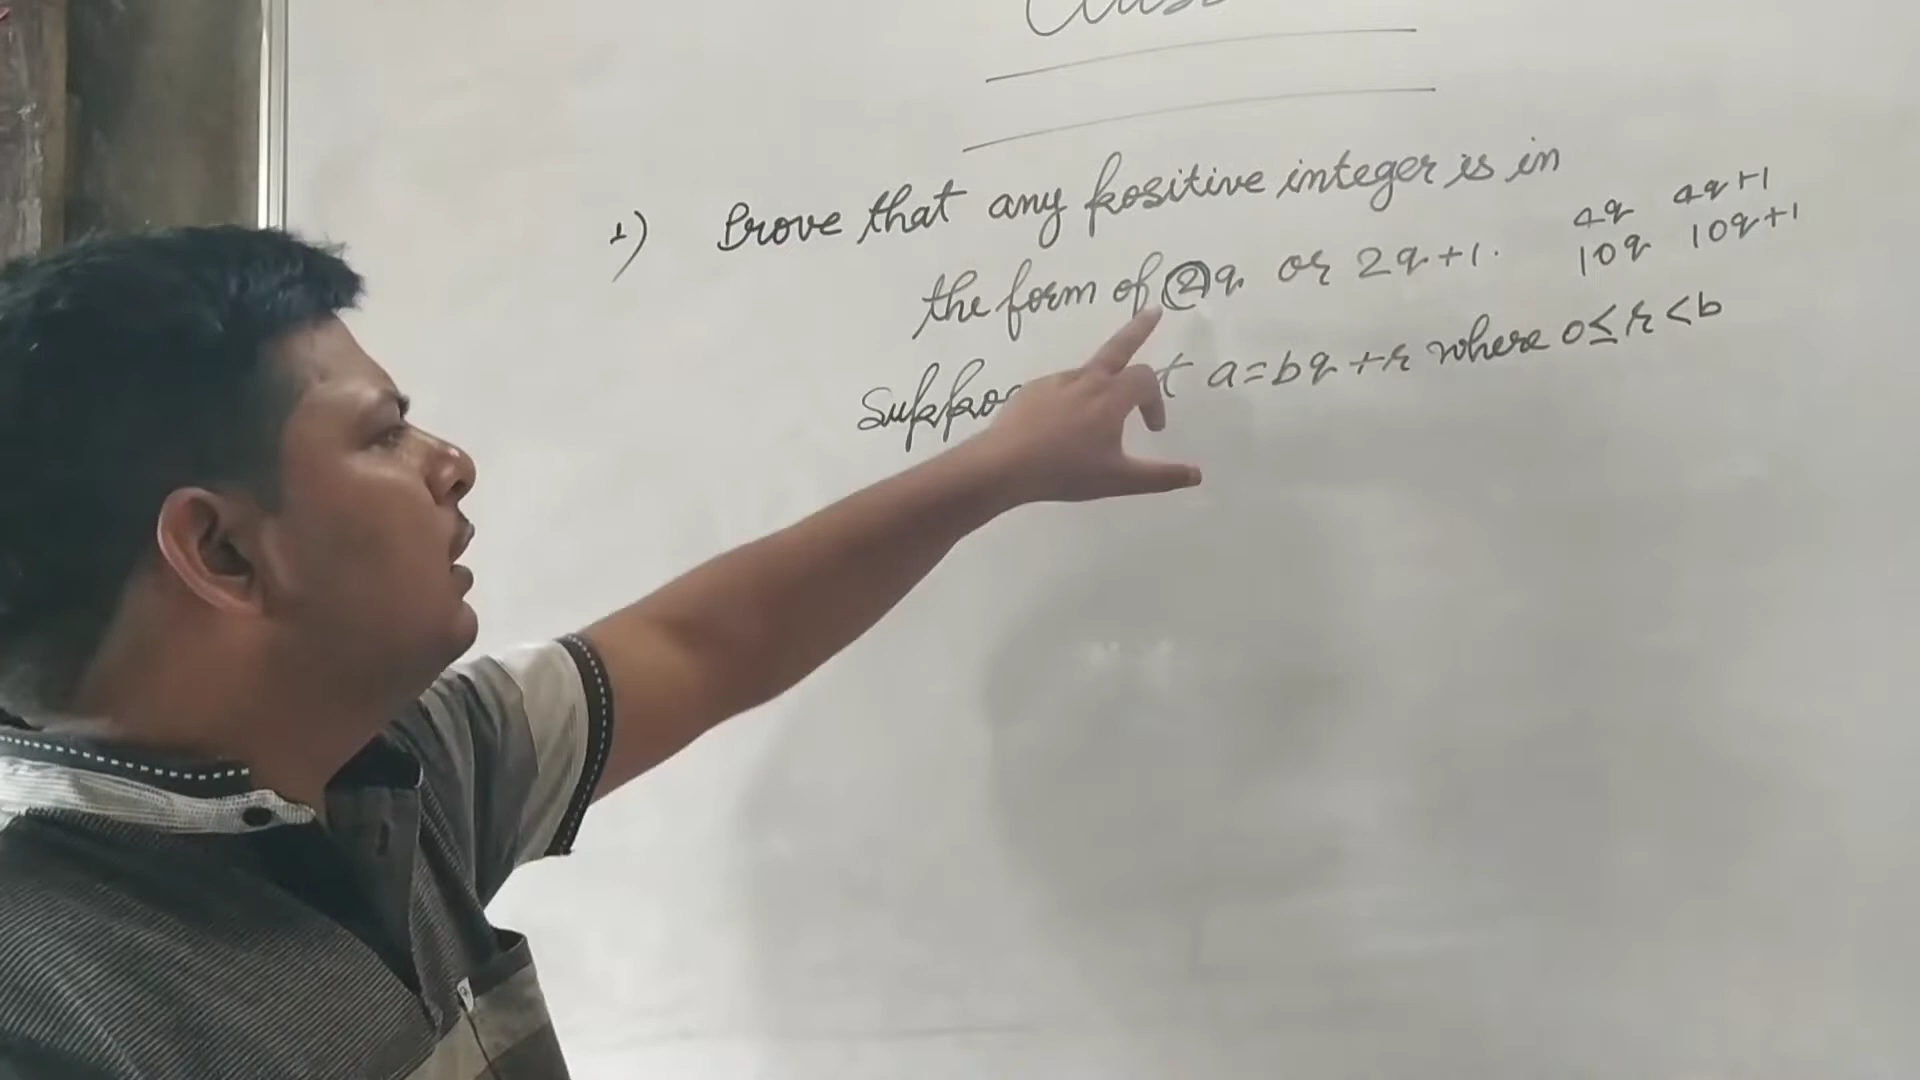 1) Prove that any positive integer is in
the form of 2q or 2q+1.
4q 4q+1
10q 10q+1
a=bq+r where 0≤r<b